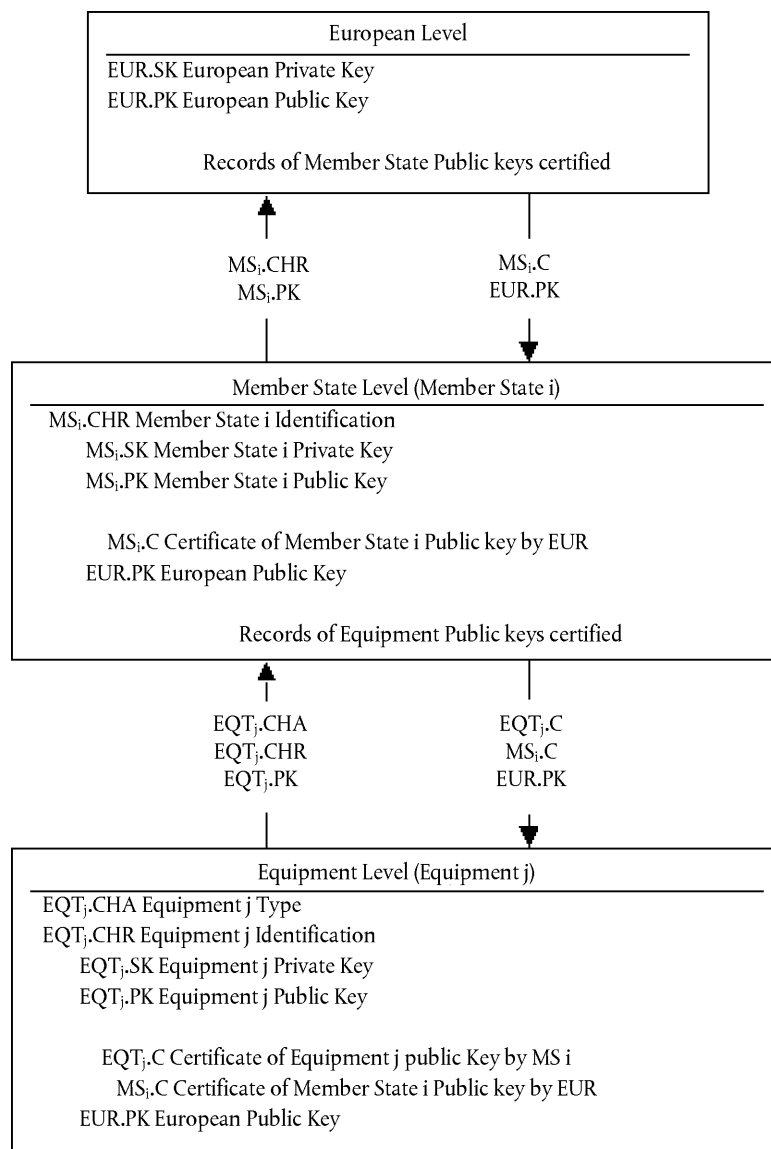 European Level
EUR.SK European Private Key
EUR.PK European Public Key
Records of Member State Public keys certified
MSᵢ.CHR
MSᵢ.PK
MSᵢ.C
EUR.PK
Member State Level (Member State i)
MSᵢ.CHR Member State i Identification
MSᵢ.SK Member State i Private Key
MSᵢ.PK Member State i Public Key
MSᵢ.C Certificate of Member State i Public key by EUR
EUR.PK European Public Key
Records of Equipment Public keys certified
EQTⱼ.CHA
EQTⱼ.CHR
EQTⱼ.PK
EQTⱼ.C
MSᵢ.C
EUR.PK
Equipment Level (Equipment j)
EQTⱼ.CHA Equipment j Type
EQTⱼ.CHR Equipment j Identification
EQTⱼ.SK Equipment j Private Key
EQTⱼ.PK Equipment j Public Key
EQTⱼ.C Certificate of Equipment j public Key by MS i
MSᵢ.C Certificate of Member State i Public key by EUR
EUR.PK European Public Key